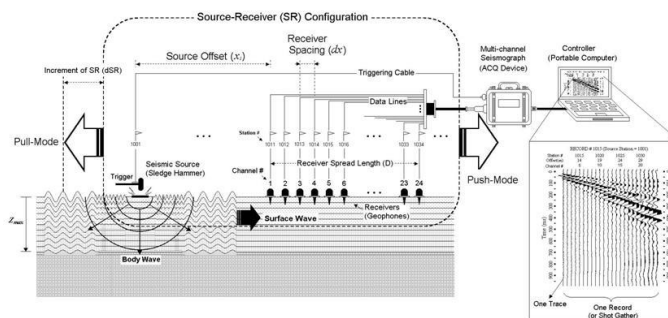 Source-Receiver (SR) Configuration
Receiver
Spacing (dx)
Source Offset (x₁)
Increment of SR (dSR)
Triggering Cable
Multi-channel
Seismograph
(ACQ Device)
Controller
(Portable Computer)
Data Lines
Pull-Mode
Station #
1001
1011
1012
1013
1014
1015
1016
1033
1034
Receiver Spread Length (D)
Push-Mode
Trigger
Seismic Source
(Sledge Hammer)
Channel #
1
2
3
4
5
6
23
24
Zmax
Receivers
(Geophones)
Surface Wave
Body Wave
Station #
Channel #
Time (ms)
One Trace
One Record
(or Shot Gather)